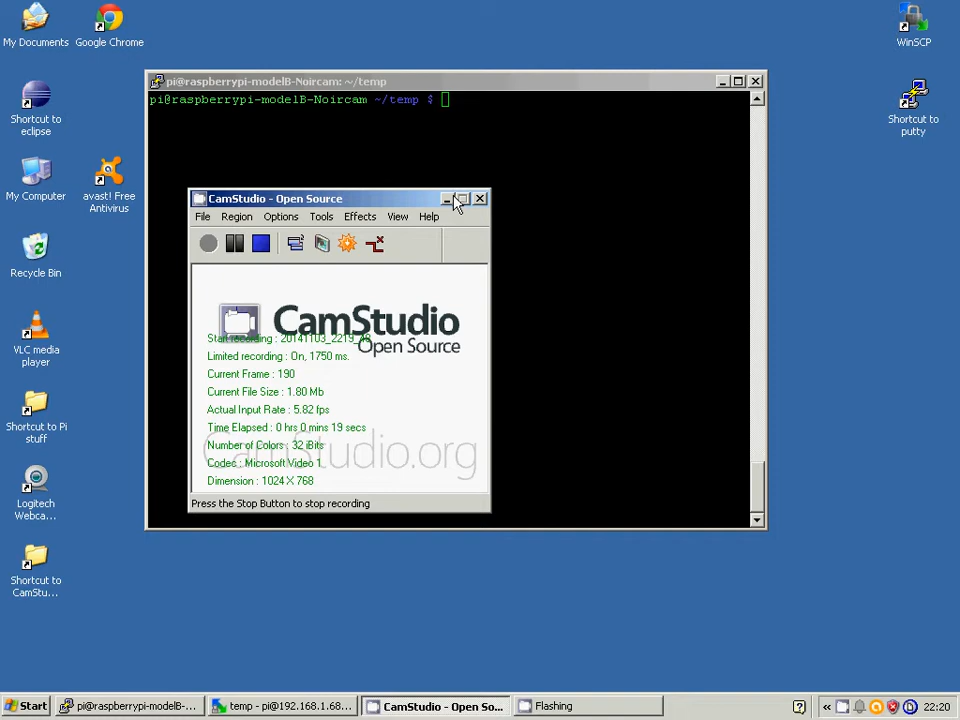 My Documents
Google Chrome
WinSCP
pi@raspberrypi-modelB-Noircam: ~/temp
pi@raspberrypi-modelB-Noircam ~/temp $
Shortcut to
eclipse
Shortcut to
putty
My Computer
avast! Free
Antivirus
CamStudio - Open Source
File Region Options Tools Effects View Help
Recycle Bin
CamStudio
Open Source
Start recording : 20141103_2219_48
Limited recording : On, 1750 ms.
Current Frame : 190
Current File Size : 1.80 Mb
Actual Input Rate : 5.82 fps
Time Elapsed : 0 hrs 0 mins 19 secs
Number of Colors : 32 iBits
Codec : Microsoft Video 1
Dimension : 1024 X 768
CamStudio.org
Press the Stop Button to stop recording
VLC media
player
Shortcut to Pi
stuff
Logitech
Webca...
Shortcut to
CamStu...
Start
pi@raspberrypi-modelB-...
temp - pi@192.168.1.68...
CamStudio - Open So...
Flashing
22:20